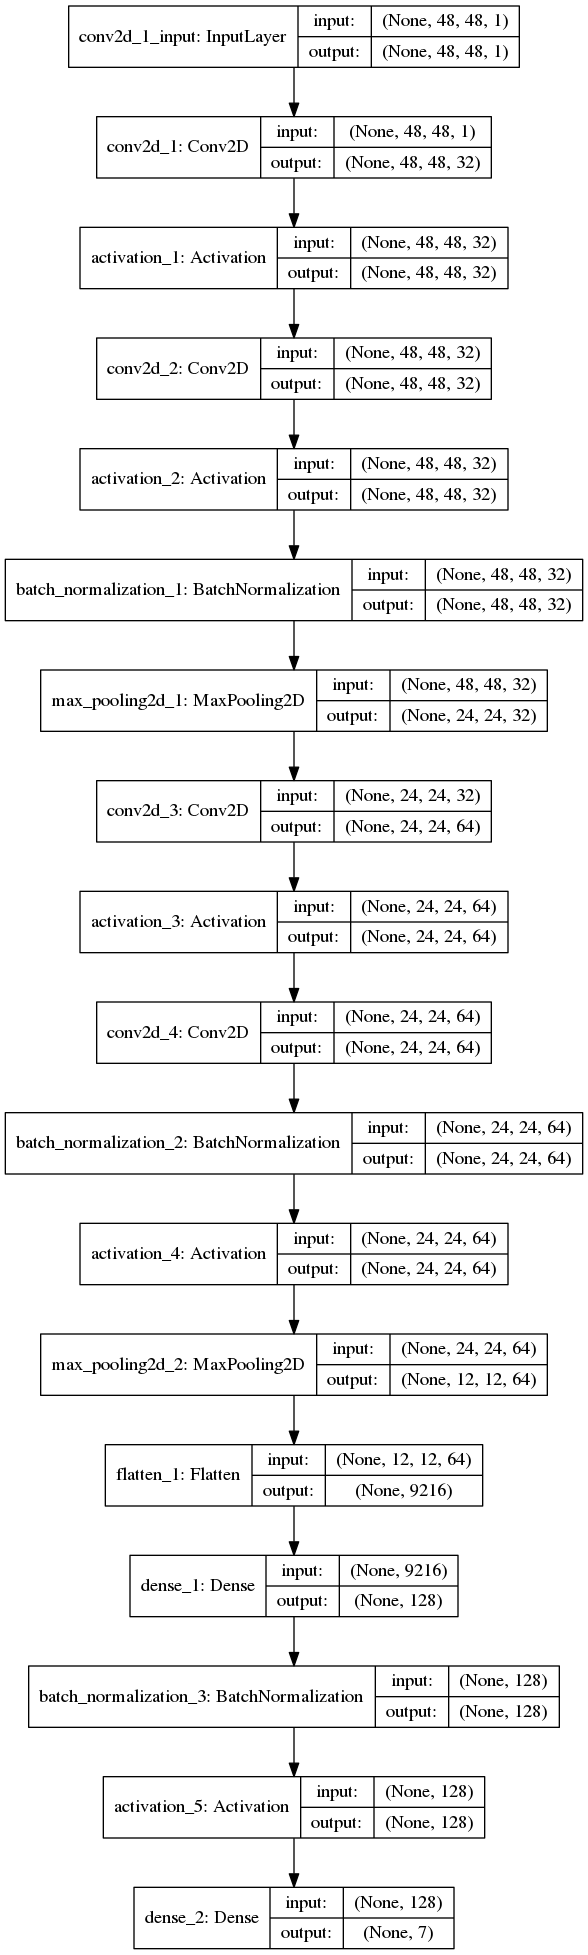 conv2d_1_input: InputLayer
input: (None, 48, 48, 1)
output: (None, 48, 48, 1)
conv2d_1: Conv2D
input: (None, 48, 48, 1)
output: (None, 48, 48, 32)
activation_1: Activation
input: (None, 48, 48, 32)
output: (None, 48, 48, 32)
conv2d_2: Conv2D
input: (None, 48, 48, 32)
output: (None, 48, 48, 32)
activation_2: Activation
input: (None, 48, 48, 32)
output: (None, 48, 48, 32)
batch_normalization_1: BatchNormalization
input: (None, 48, 48, 32)
output: (None, 48, 48, 32)
max_pooling2d_1: MaxPooling2D
input: (None, 48, 48, 32)
output: (None, 24, 24, 32)
conv2d_3: Conv2D
input: (None, 24, 24, 32)
output: (None, 24, 24, 64)
activation_3: Activation
input: (None, 24, 24, 64)
output: (None, 24, 24, 64)
conv2d_4: Conv2D
input: (None, 24, 24, 64)
output: (None, 24, 24, 64)
batch_normalization_2: BatchNormalization
input: (None, 24, 24, 64)
output: (None, 24, 24, 64)
activation_4: Activation
input: (None, 24, 24, 64)
output: (None, 24, 24, 64)
max_pooling2d_2: MaxPooling2D
input: (None, 24, 24, 64)
output: (None, 12, 12, 64)
flatten_1: Flatten
input: (None, 12, 12, 64)
output: (None, 9216)
dense_1: Dense
input: (None, 9216)
output: (None, 128)
batch_normalization_3: BatchNormalization
input: (None, 128)
output: (None, 128)
activation_5: Activation
input: (None, 128)
output: (None, 128)
dense_2: Dense
input: (None, 128)
output: (None, 7)